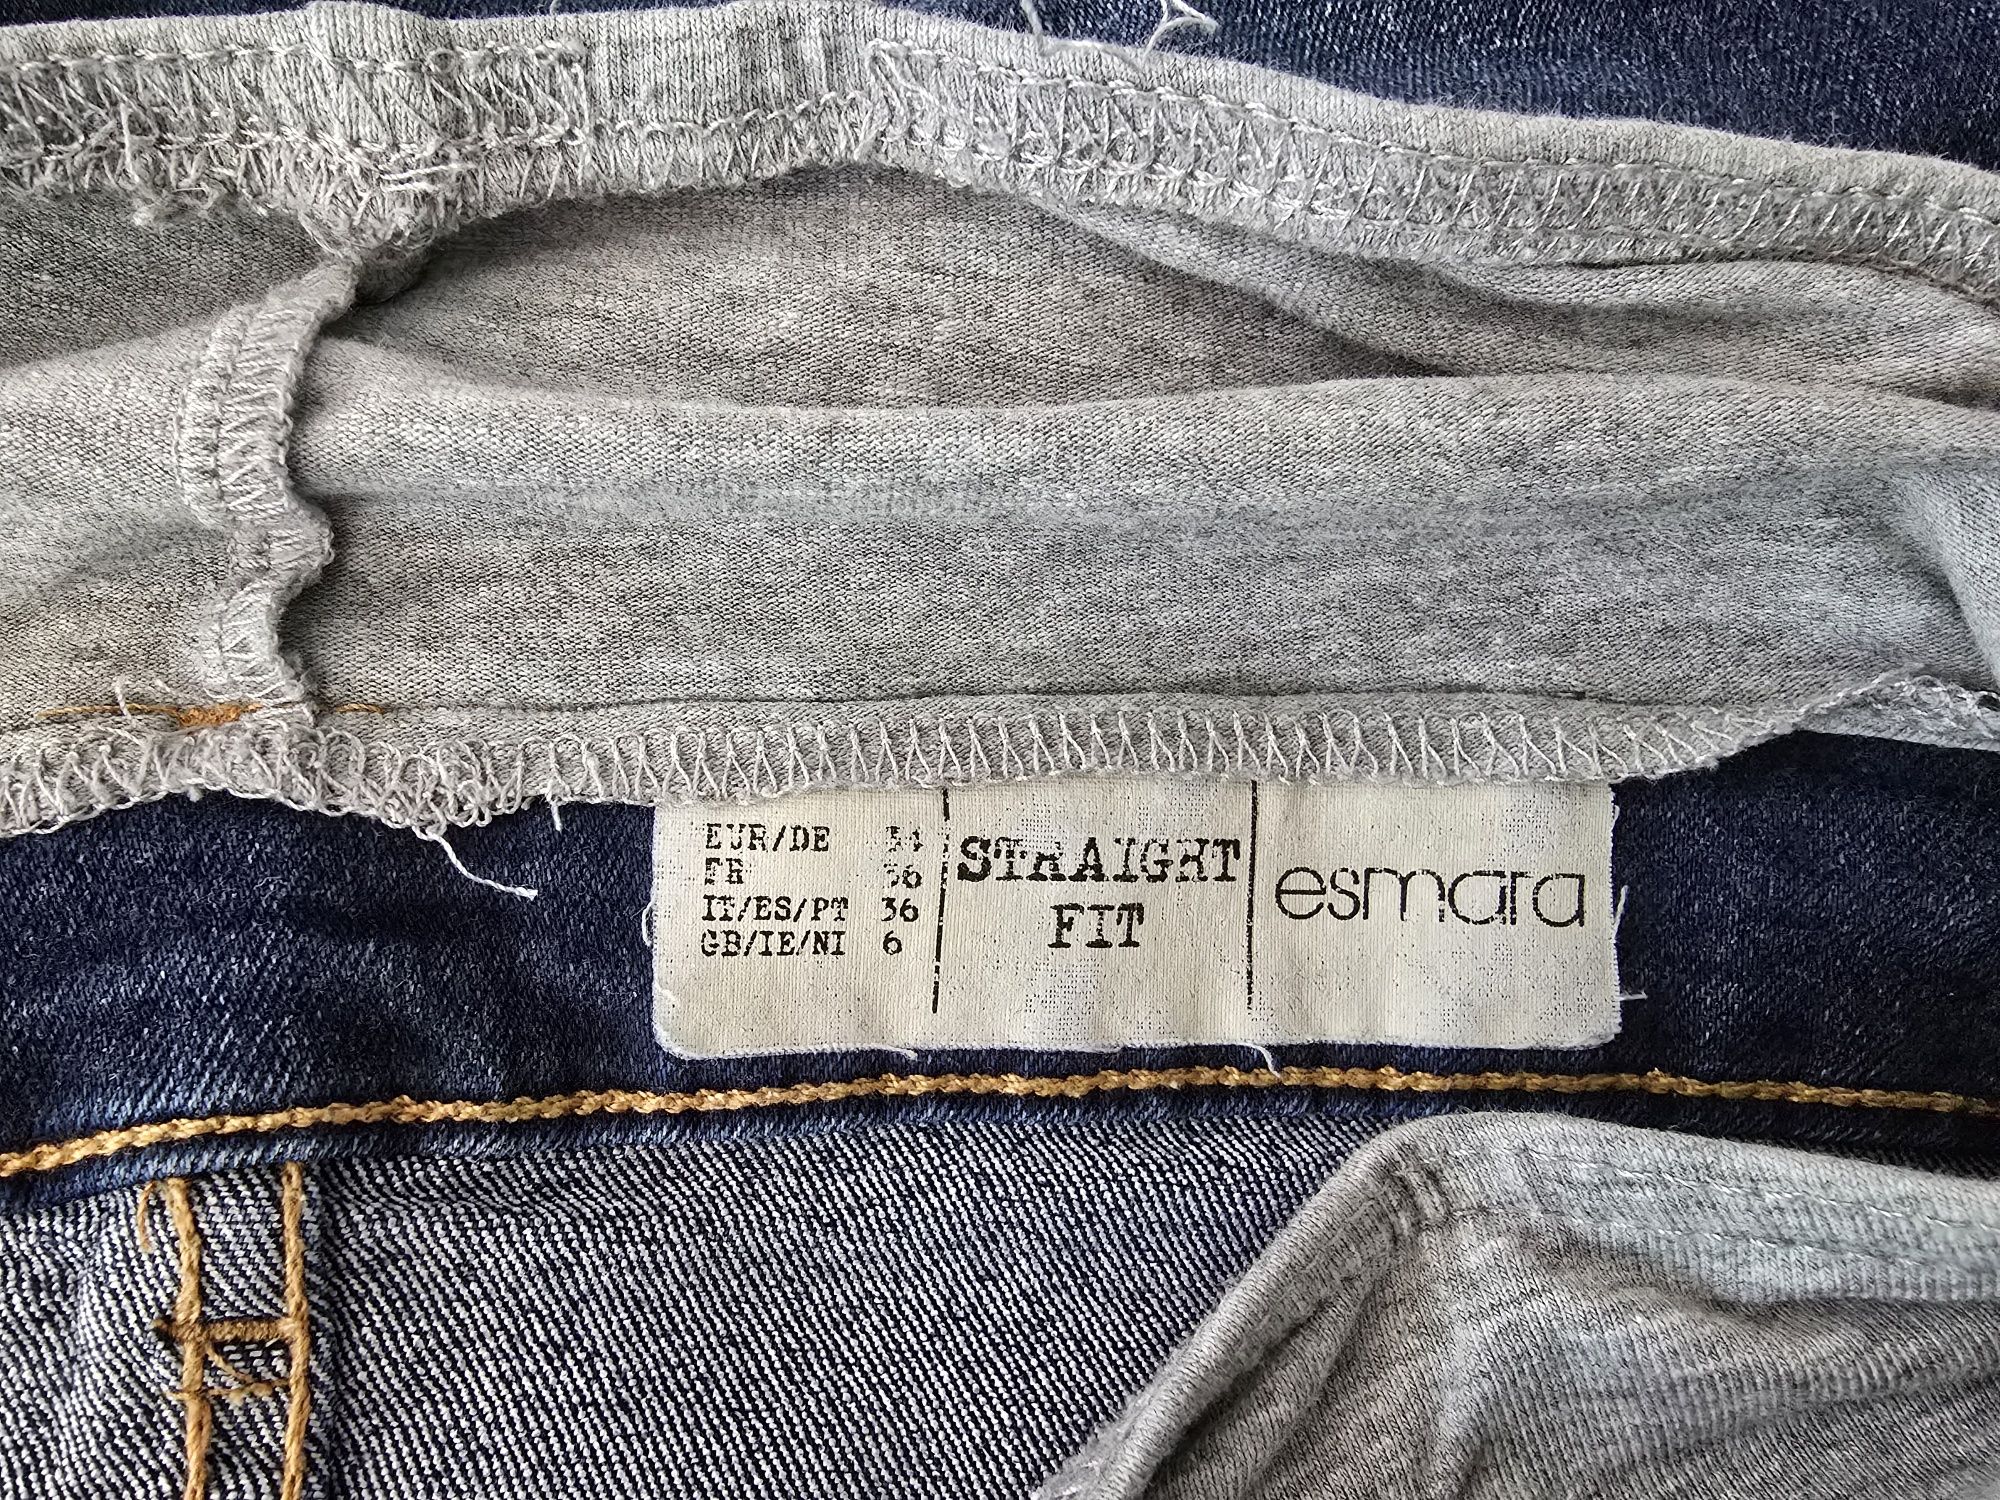 EUR/DE 34
FR 36
IT/ES/PT 36
GB/IE/NI 6
STRAIGHT
FIT
esmara